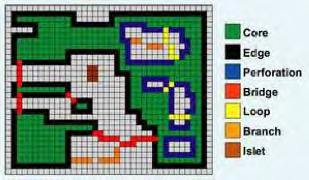 Core
Edge
Perforation
Bridge
Loop
Branch
Islet